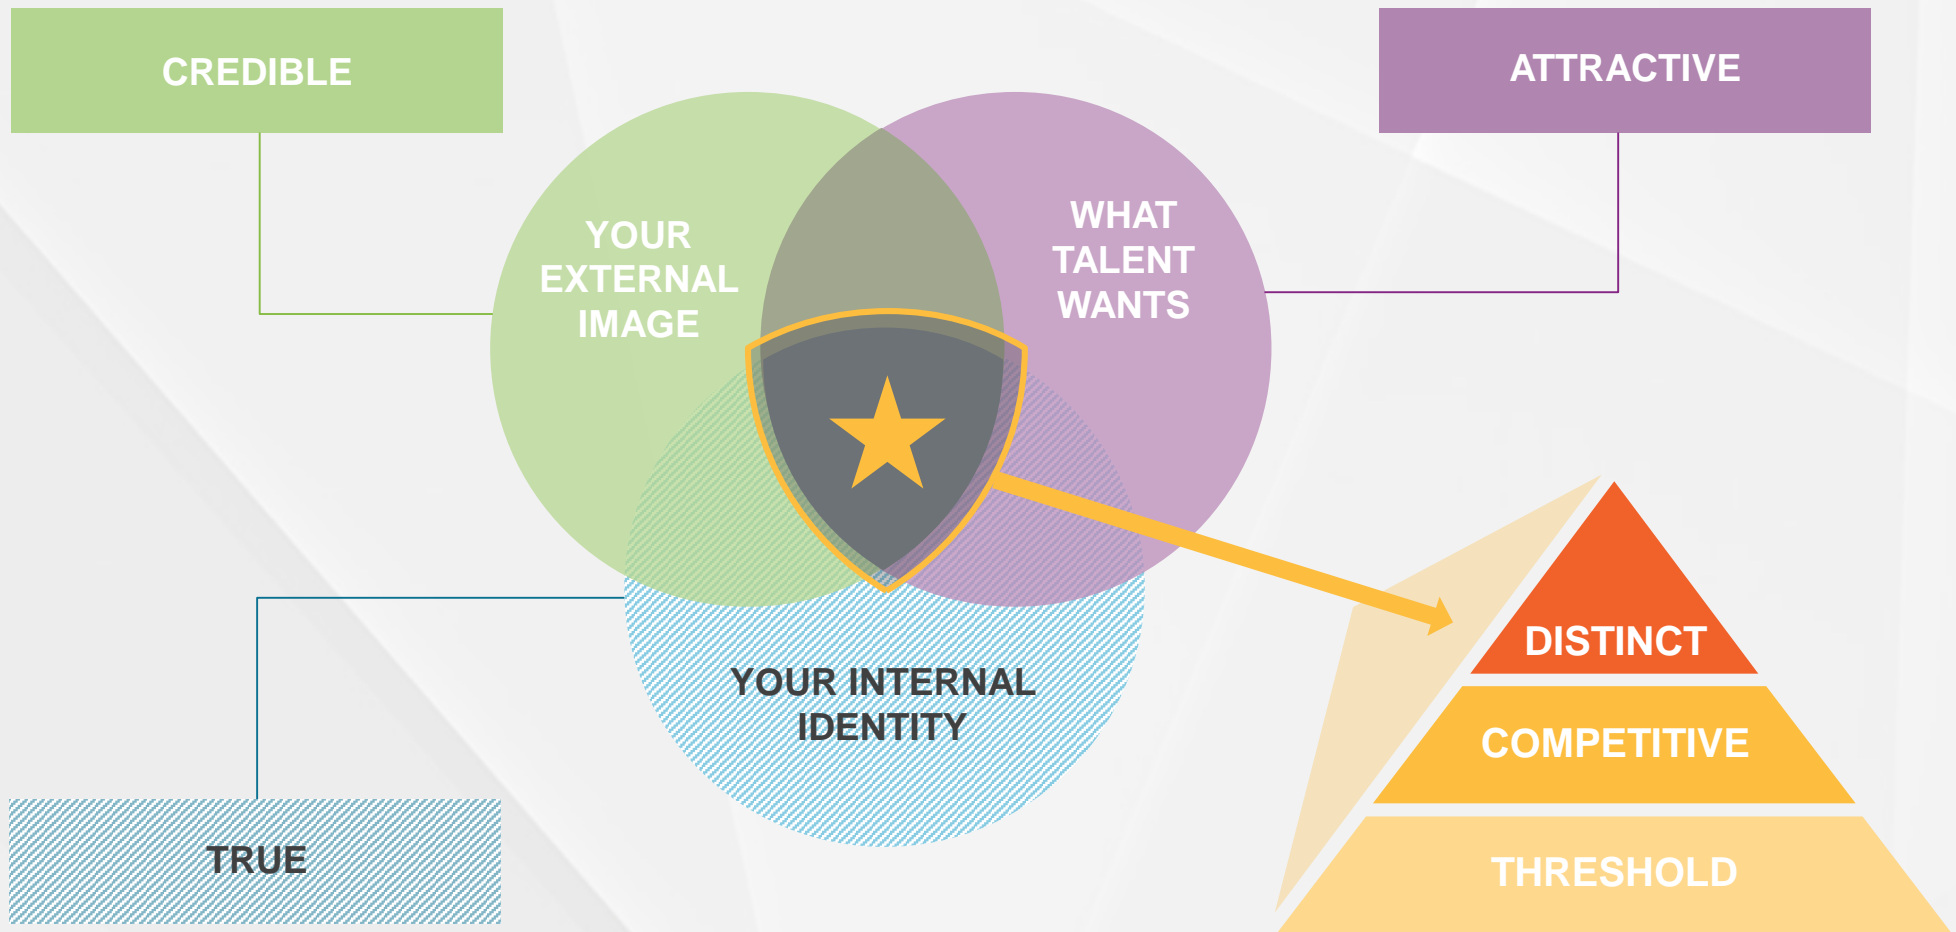 CREDIBLE
ATTRACTIVE
YOUR
EXTERNAL
IMAGE
WHAT
TALENT
WANTS
YOUR INTERNAL
IDENTITY
TRUE
DISTINCT
COMPETITIVE
THRESHOLD